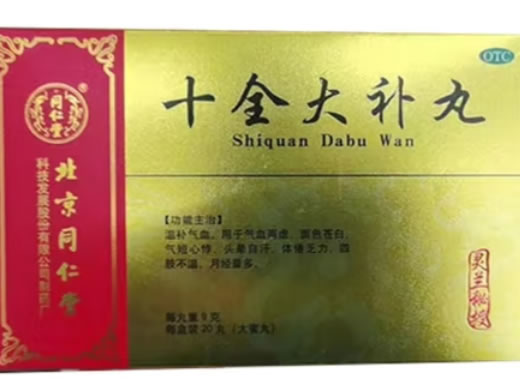 OTC
十全大补丸
Shiquan Dabu Wan
同仁堂
北京同仁堂
科技发展股份有限公司制药厂
【功能主治】
温补气血。用于气血两虚，面色苍白，
气短心悸，头晕自汗，体倦乏力，四
肢不温，月经量多。
灵兰秘授
每丸重9克
每盒装20丸（大蜜丸）